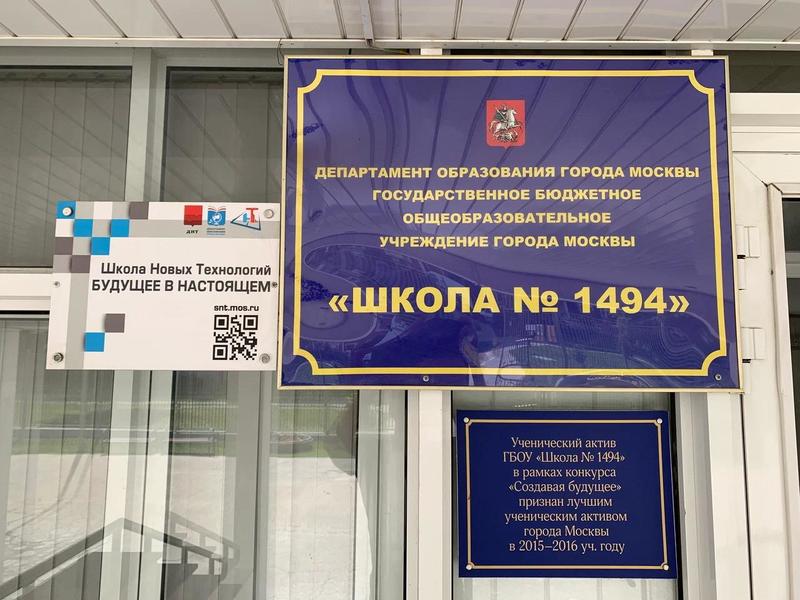 ДЕПАРТАМЕНТ ОБРАЗОВАНИЯ ГОРОДА МОСКВЫ
ГОСУДАРСТВЕННОЕ БЮДЖЕТНОЕ
ОБЩЕОБРАЗОВАТЕЛЬНОЕ
УЧРЕЖДЕНИЕ ГОРОДА МОСКВЫ
«ШКОЛА № 1494»
ДНТ
Школа Новых Технологий
БУДУЩЕЕ В НАСТОЯЩЕМ
snt.mos.ru
Ученический актив
ГБОУ «Школа № 1494»
в рамках конкурса
«Создавая будущее»
признан лучшим
ученическим активом
города Москвы
в 2015–2016 уч. году